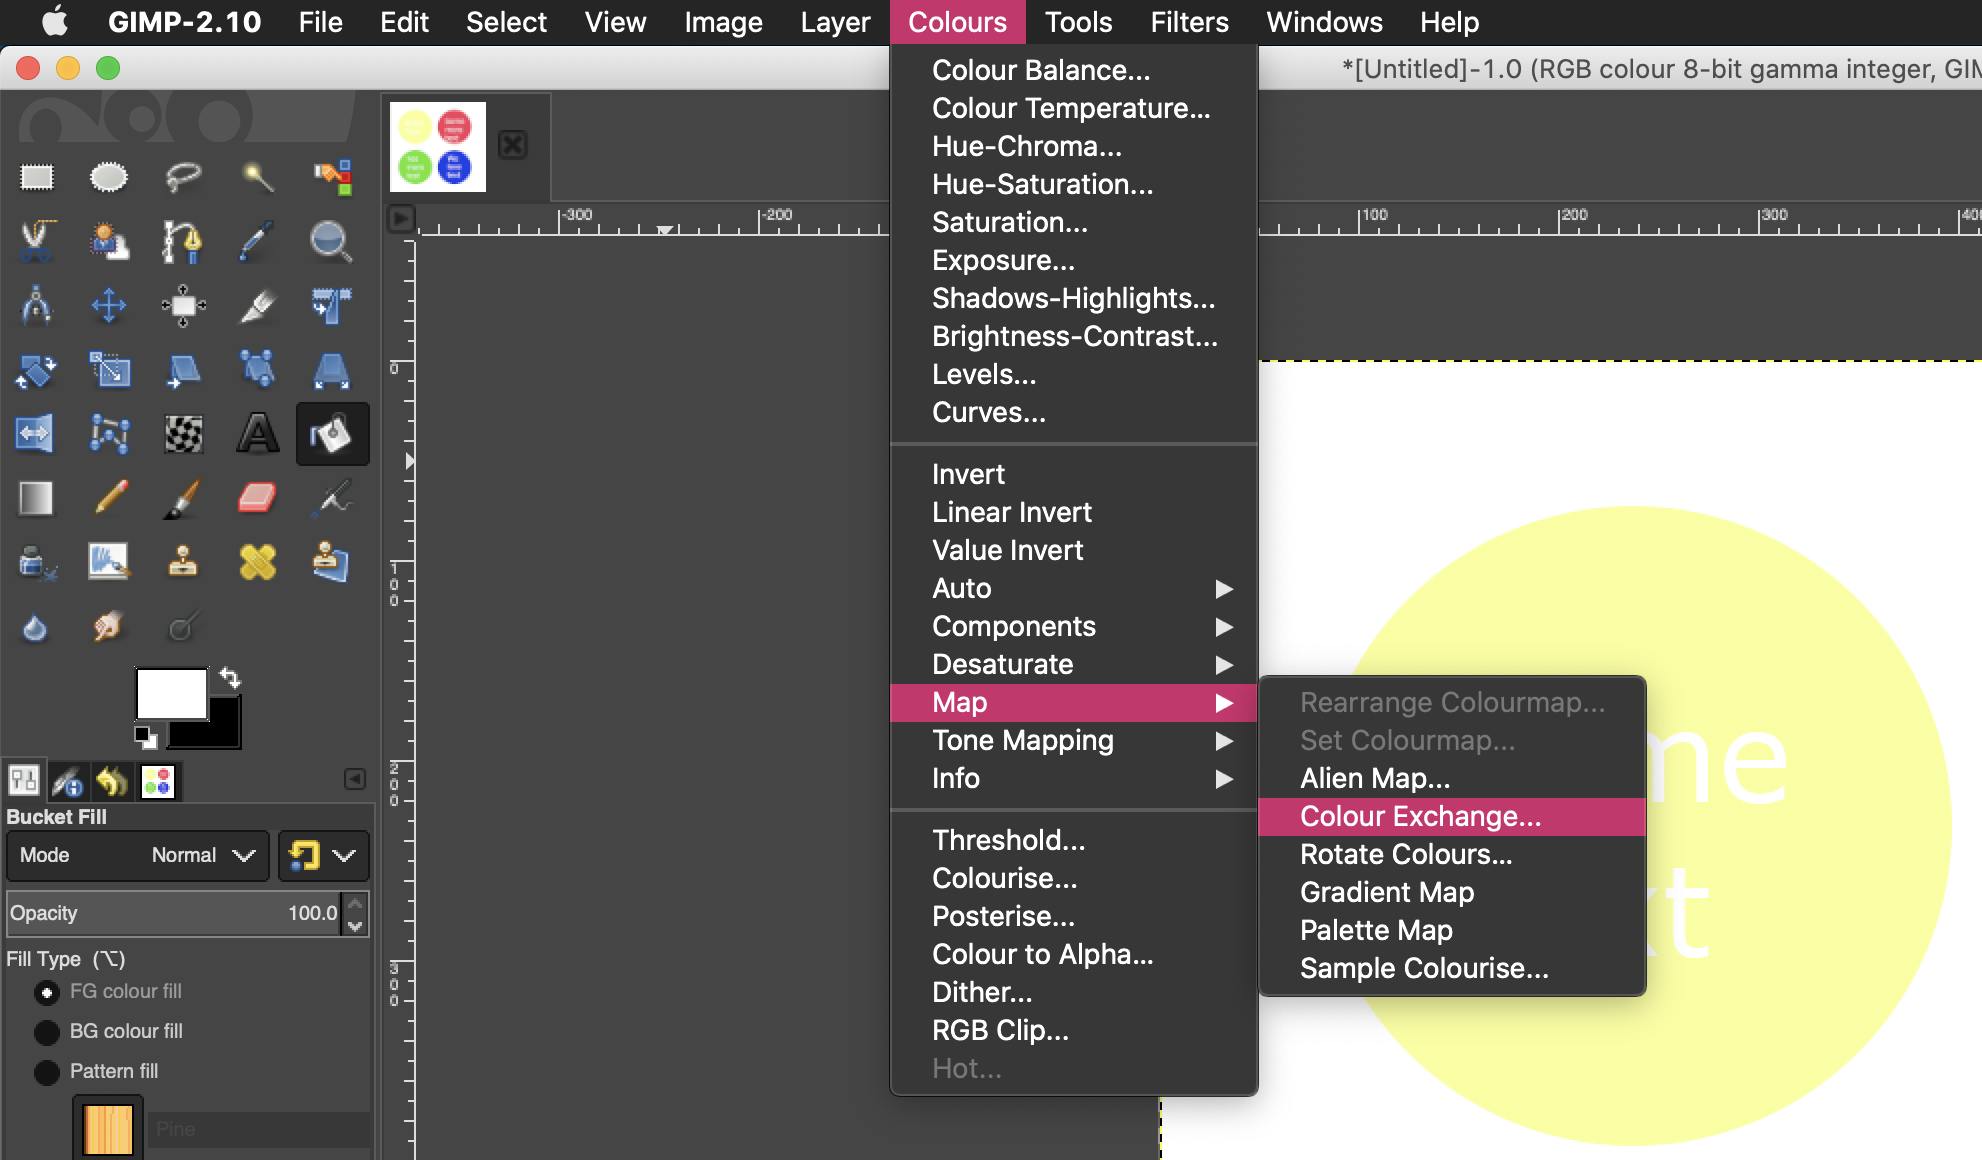 GIMP-2.10 File Edit Select View Image Layer Colours Tools Filters Windows Help
*[Untitled]-1.0 (RGB colour 8-bit gamma integer, GIM
-300 -200 100 200 300 400
Colour Balance...
Colour Temperature...
Hue-Chroma...
Hue-Saturation...
Saturation...
Exposure...
Shadows-Highlights...
Brightness-Contrast...
Levels...
Curves...
Invert
Linear Invert
Value Invert
Auto
Components
Desaturate
Map
Tone Mapping
Info
Threshold...
Colourise...
Posterise...
Colour to Alpha...
Dither...
RGB Clip...
Hot...
Rearrange Colourmap...
Set Colourmap...
Alien Map...
Colour Exchange...
Rotate Colours...
Gradient Map
Palette Map
Sample Colourise...
me
xt
0
100
200
300
Bucket Fill
Mode Normal
Opacity 100.0
Fill Type (⌥)
FG colour fill
BG colour fill
Pattern fill
Pine